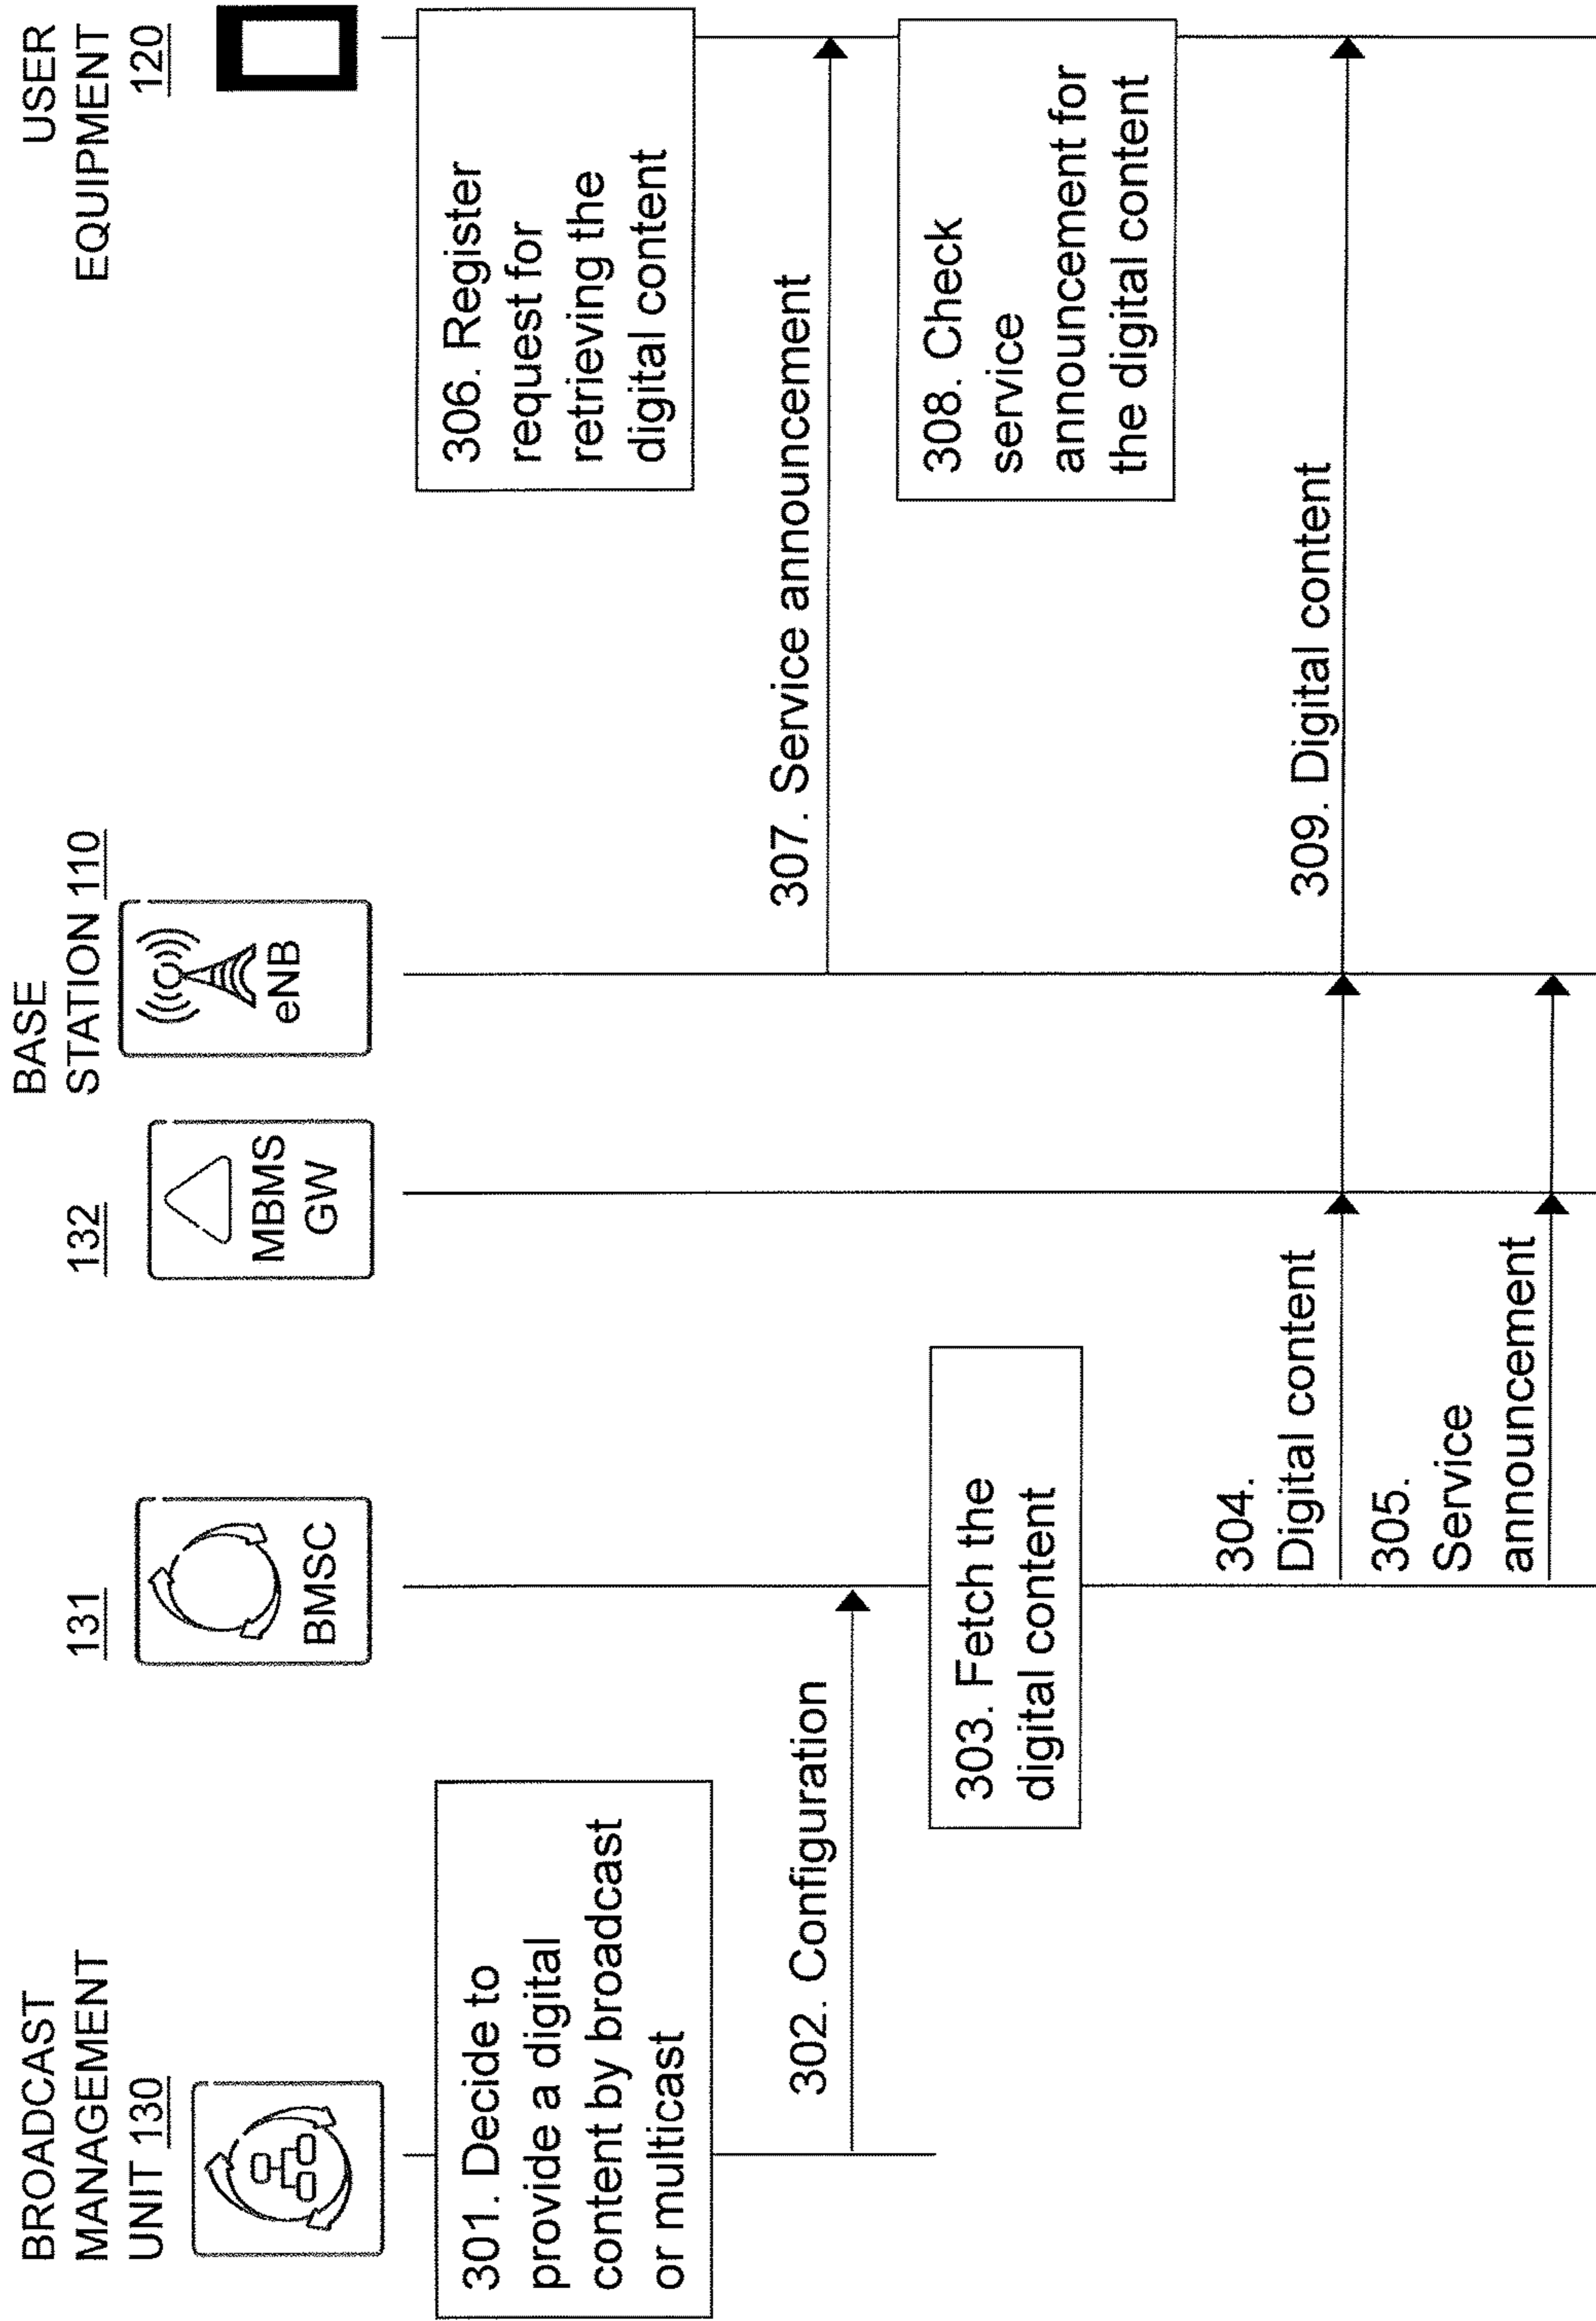 BROADCAST
MANAGEMENT
UNIT 130
131
BMSC
132
MBMS
GW
BASE
STATION 110
eNB
USER
EQUIPMENT
120
301. Decide to
provide a digital
content by broadcast
or multicast
306. Register
request for
retrieving the
digital content
302. Configuration
307. Service announcement
303. Fetch the
digital content
308. Check
service
announcement for
the digital content
304.
Digital content
309. Digital content
305.
Service
announcement